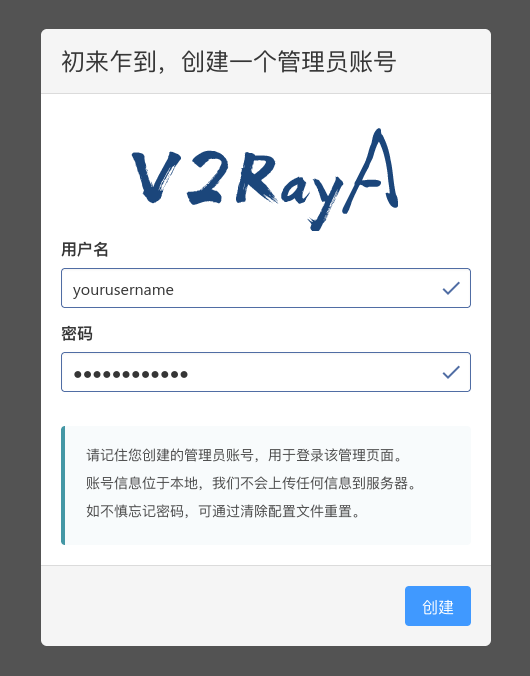 初来乍到，创建一个管理员账号
V2RayA
用户名
yourusername
密码
●●●●●●●●●●●●
请记住您创建的管理员账号，用于登录该管理页面。
账号信息位于本地，我们不会上传任何信息到服务器。
如不慎忘记密码，可通过清除配置文件重置。
创建